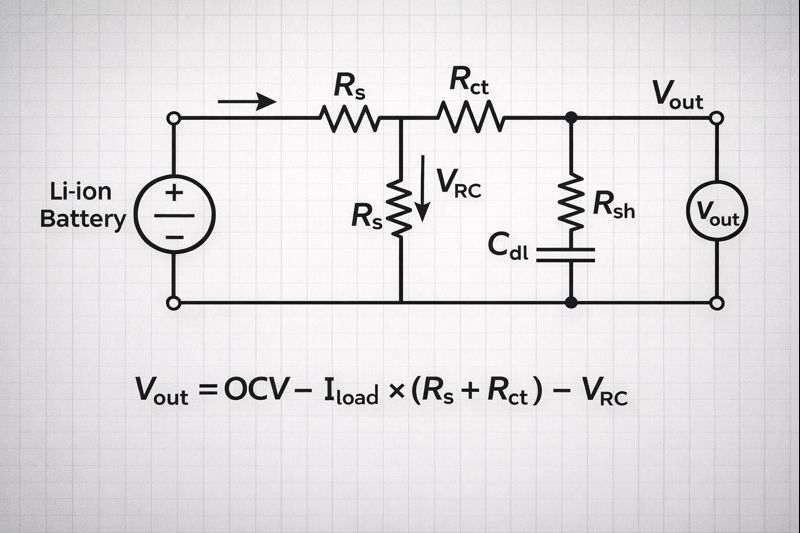 Rs
Rct
Vout
Li-ion
Battery
+
−
Rs
VRC
Cdl
Rsh
Vout
Vout = OCV − Iload × (Rs + Rct) − VRC